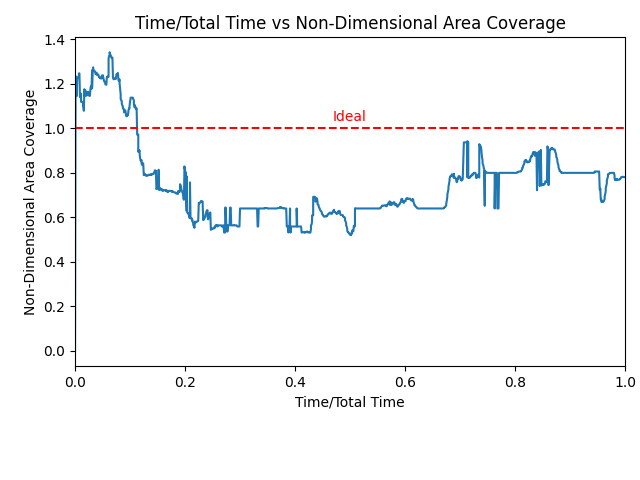 Time/Total Time vs Non-Dimensional Area Coverage
Non-Dimensional Area Coverage
1.4
1.2
1.0
0.8
0.6
0.4
0.2
0.0
Ideal
0.0 0.2 0.4 0.6 0.8 1.0
Time/Total Time